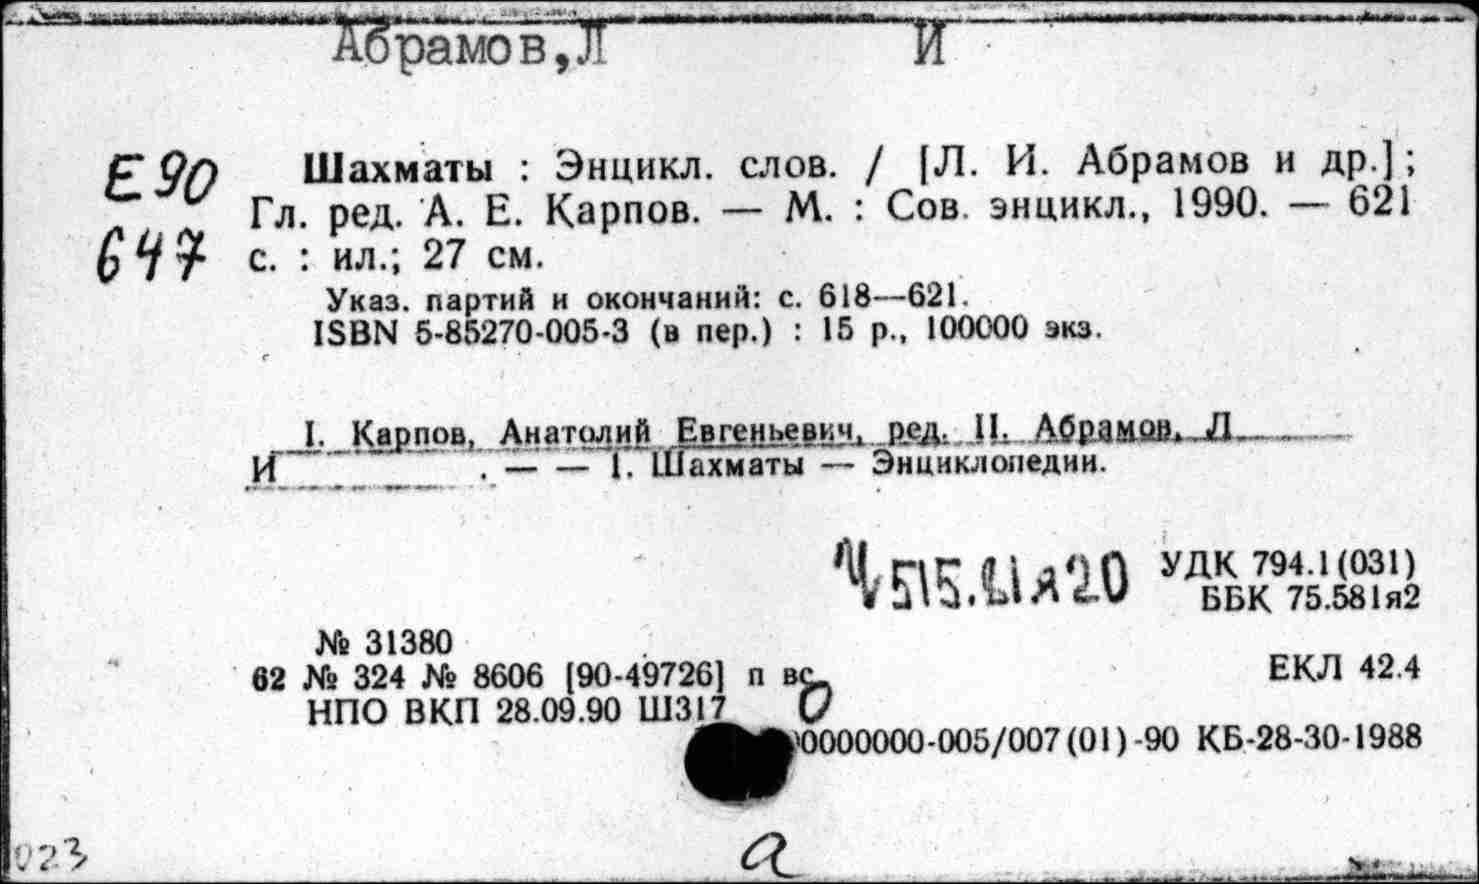 Абрамов,Л И
Е90 Шахматы : Энцикл. слов. / [Л. И. Абрамов и др.] ;
Гл. ред. А. Е. Карпов. — М. : Сов. энцикл., 1990. — 621
647 с. : ил.; 27 см.
Указ. партий и окончаний: с. 618—621.
ISBN 5-85270-005-3 (в пер.) : 15 р., 100000 экз.
I. Карпов, Анатолий Евгеньевич, ред. II. Абрамов, Л
И . — — 1. Шахматы — Энциклопедии.
Ч515.11я20 УДК 794.1(031)
ББК 75.581я2
№ 31380
62 № 324 № 8606 [90-49726] п вс ЕКЛ 42.4
НПО ВКП 28.09.90 Ш317
0000000-005/007(01)-90 КБ-28-30-1988
023 а